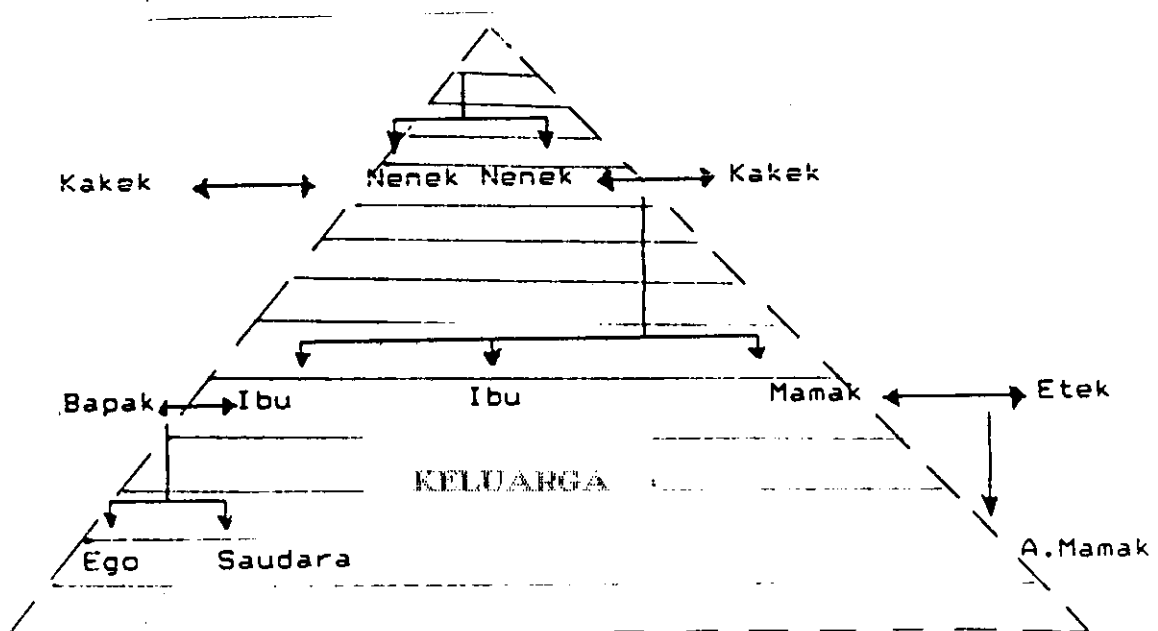 Kakek Nenek Nenek Kakek
Bapak Ibu Ibu Mamak Etek
KELUARGA
Ego Saudara A.Mamak